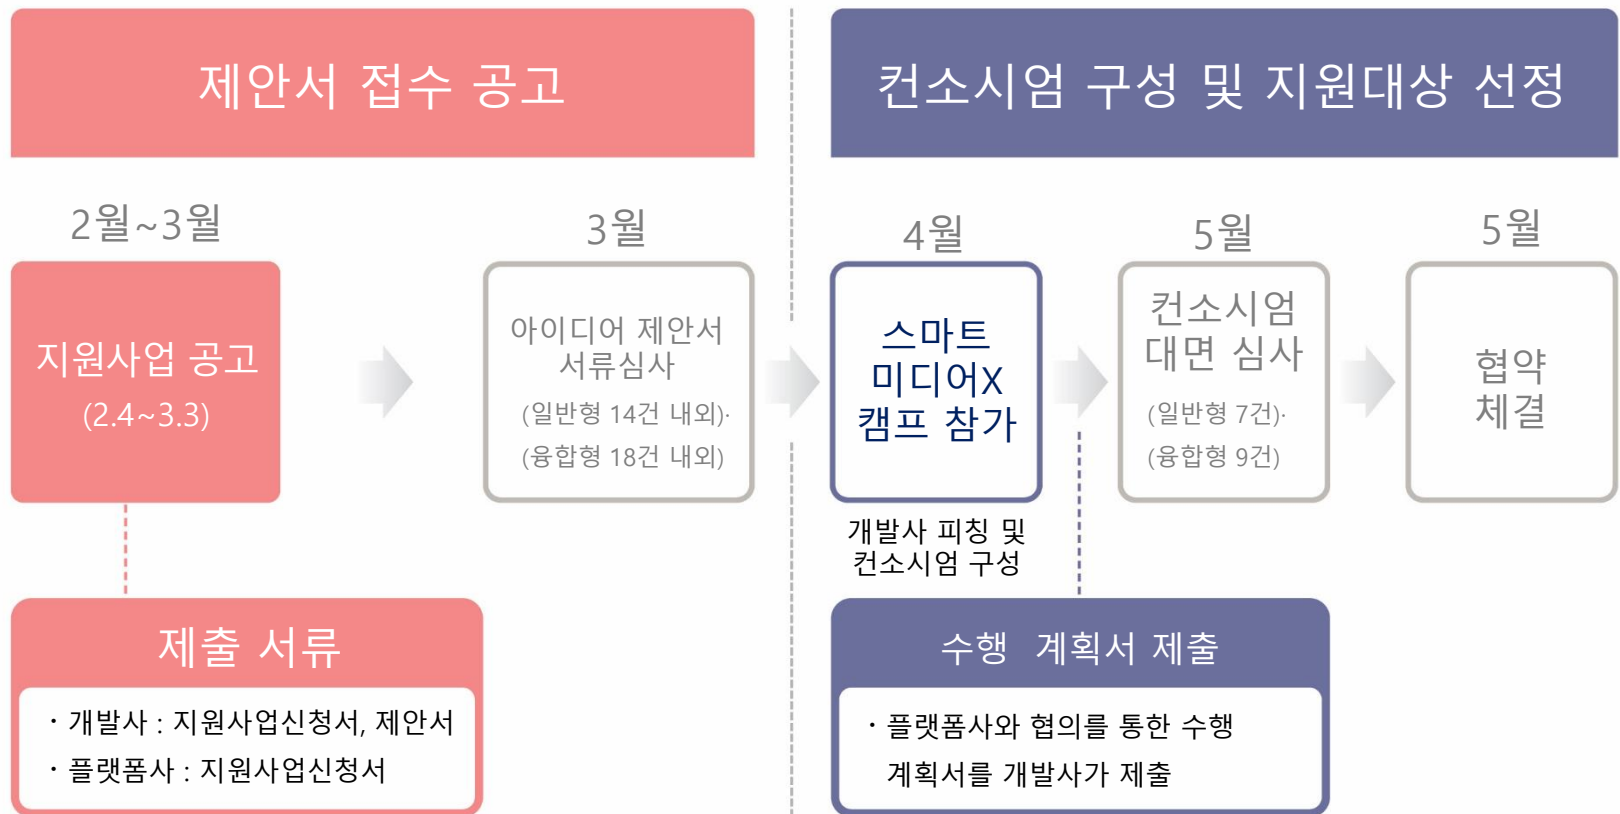 제안서 접수 공고
컨소시엄 구성 및 지원대상 선정
2월~3월
지원사업 공고
(2.4~3.3)
3월
아이디어 제안서
서류심사
(일반형 14건 내외)·
(융합형 18건 내외)
4월
스마트
미디어X
캠프 참가
개발사 피칭 및
컨소시엄 구성
5월
컨소시엄
대면 심사
(일반형 7건)·
(융합형 9건)
5월
협약
체결
제출 서류
· 개발사 : 지원사업신청서, 제안서
· 플랫폼사 : 지원사업신청서
수행 계획서 제출
· 플랫폼사와 협의를 통한 수행
계획서를 개발사가 제출